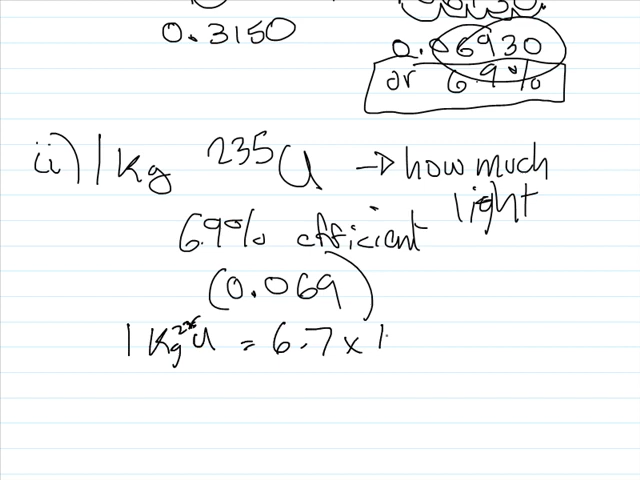 0.3150
0.06930
or 6.9%
ii) 1 kg 235U → how much
light
6.9% efficient
(0.069)
1 kg 235U = 6.7 x 1